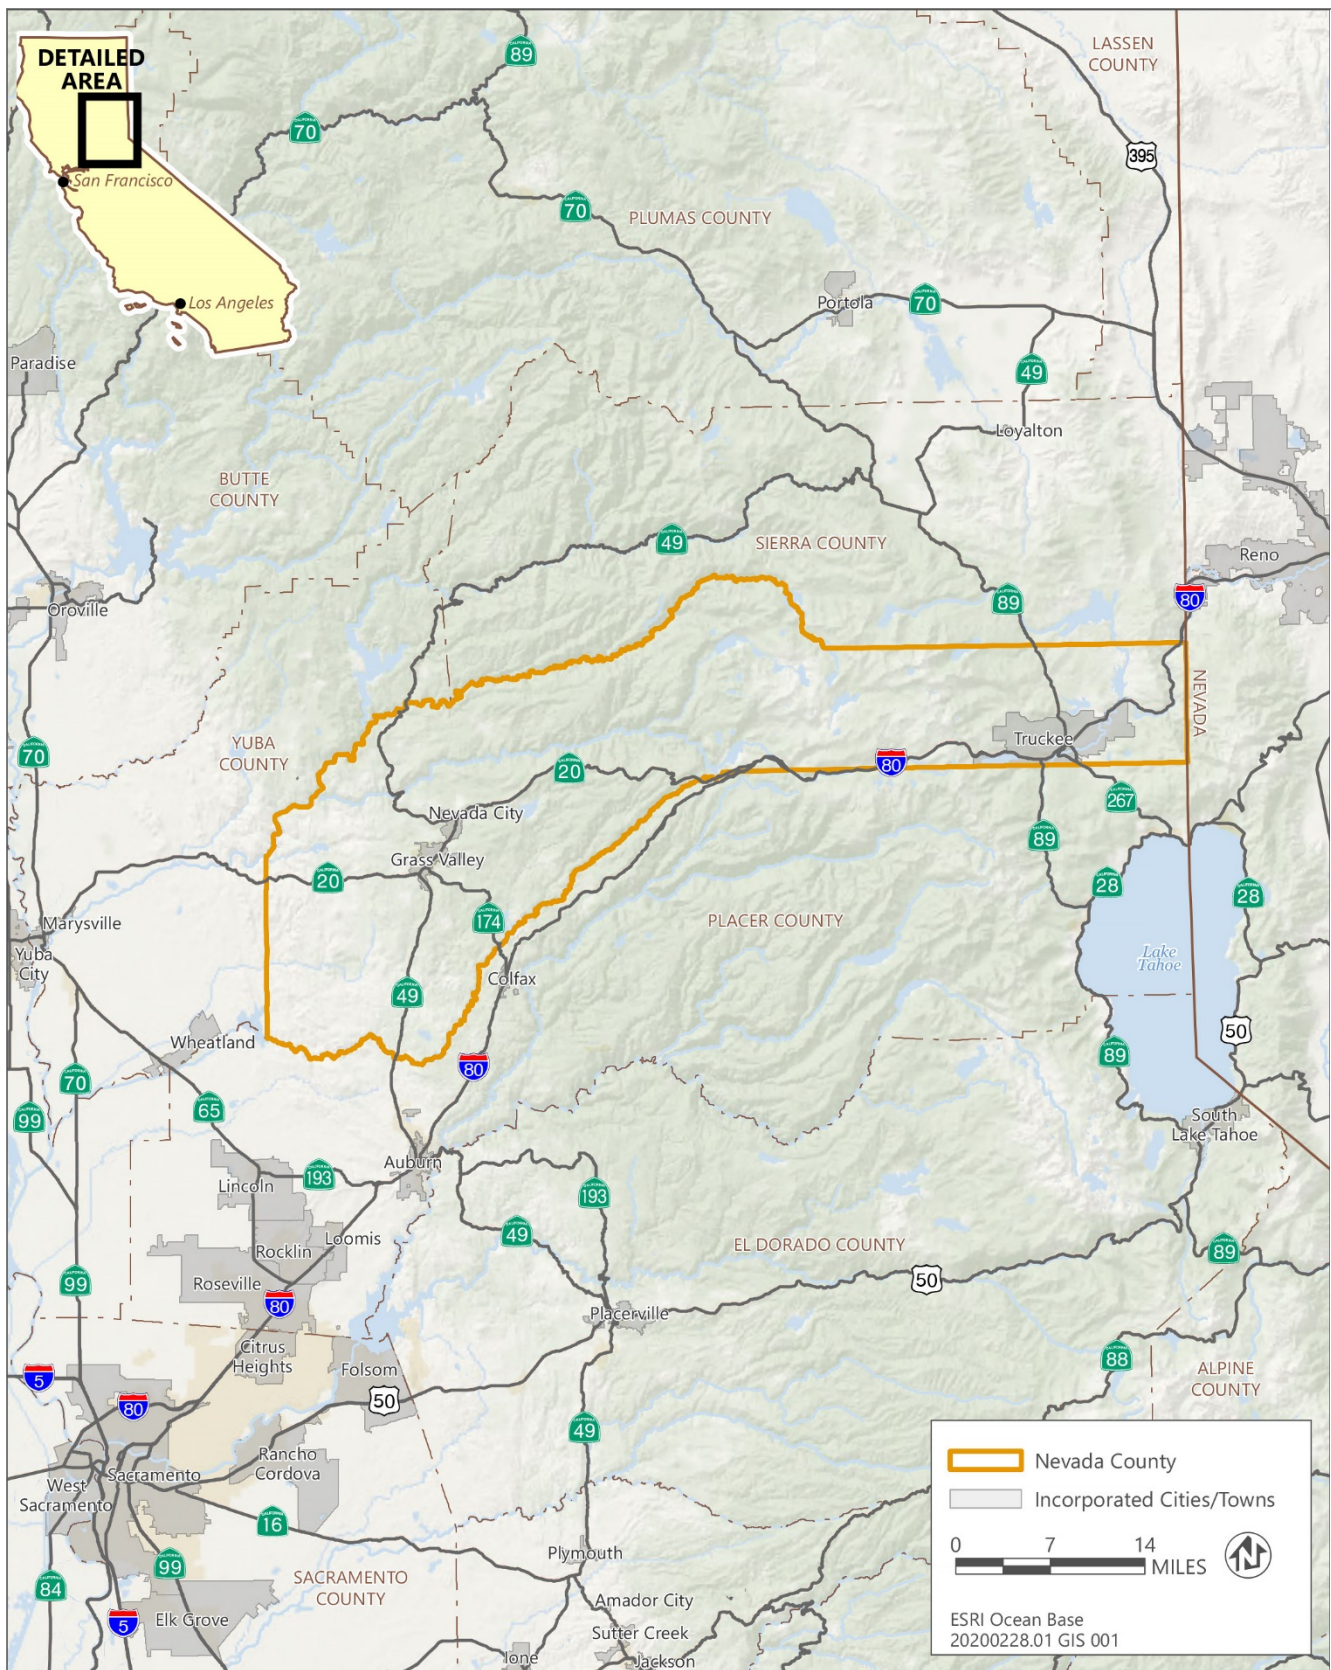 DETAILED
AREA
San Francisco
Los Angeles
LASSEN
COUNTY
89
70
395
70
PLUMAS COUNTY
Portola
70
Paradise
49
Loyalton
BUTTE
COUNTY
49
SIERRA COUNTY
Reno
Oroville
89
80
NEVADA
YUBA
COUNTY
70
20
Truckee
80
267
Nevada City
89
Grass Valley
20
28
28
174
PLACER COUNTY
Marysville
Yuba
City
Lake
Tahoe
Colfax
49
50
Wheatland
80
89
70
99
65
South
Lake Tahoe
Auburn
193
Lincoln
193
49
Loomis
Rocklin
EL DORADO COUNTY
89
Roseville
99
50
80
Placerville
Citrus
Heights
Folsom
88
ALPINE
COUNTY
5
80
50
49
Rancho
Cordova
Sacramento
West
Sacramento
16
Plymouth
99
84
SACRAMENTO
COUNTY
Amador City
Elk Grove
5
Sutter Creek
Ione
Jackson
Nevada County
Incorporated Cities/Towns
0 7 14
MILES
N
ESRI Ocean Base
20200228.01 GIS 001